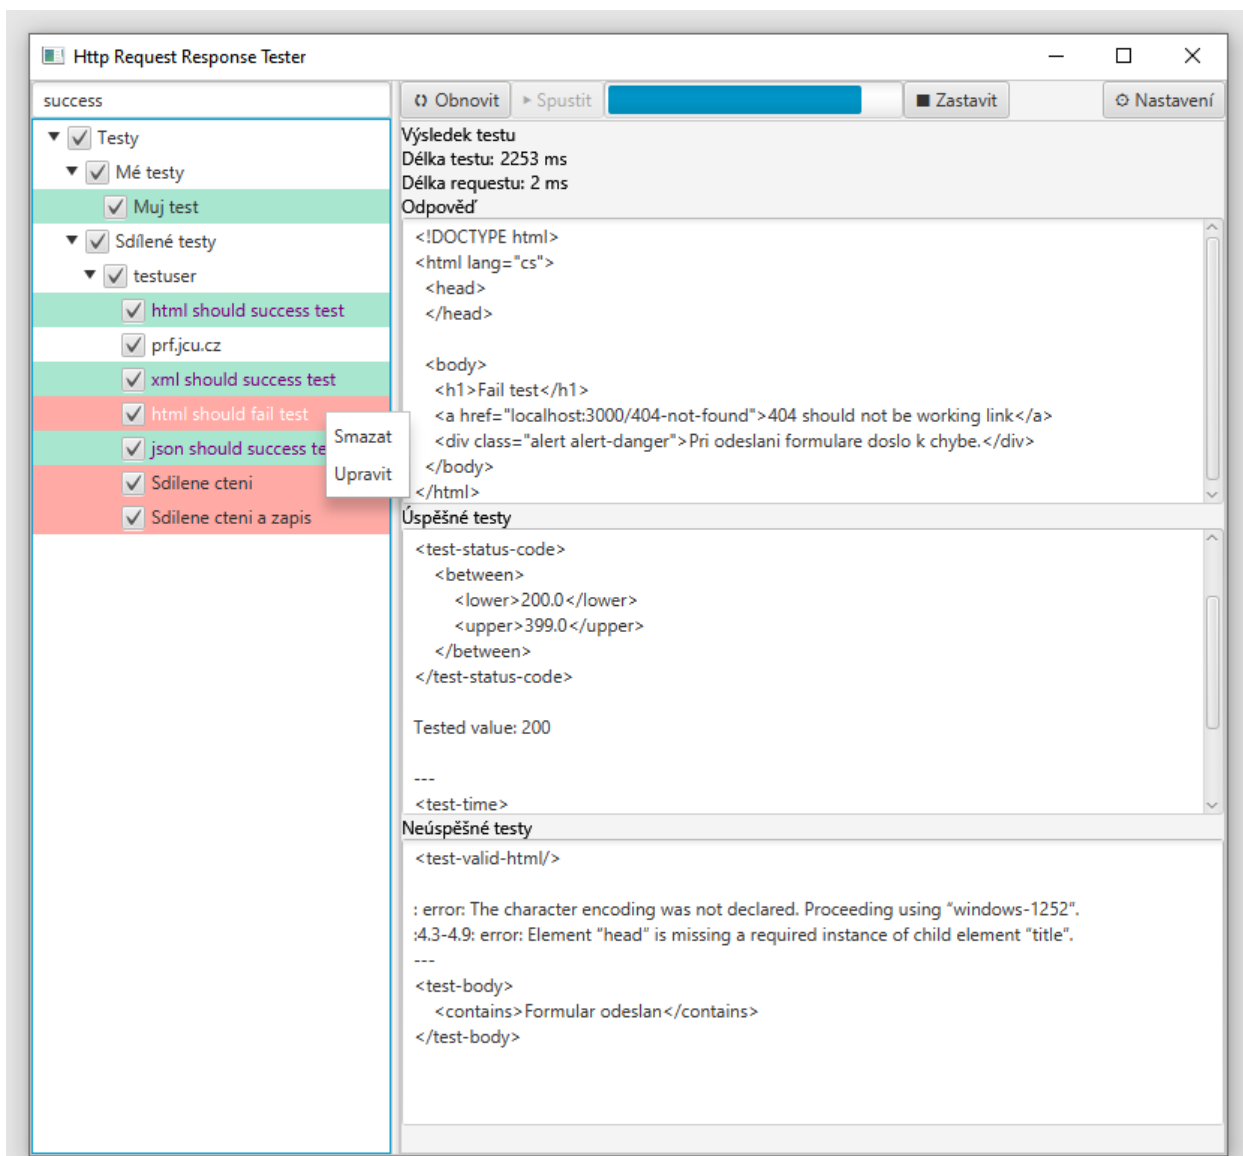 Http Request Response Tester
success
Obnovit
Spustit
Zastavit
Nastavení
Testy
Mé testy
Muj test
Sdílené testy
testuser
html should success test
prf.jcu.cz
xml should success test
html should fail test
json should success te
Sdilene cteni
Sdilene cteni a zapis
Smazat
Upravit
Výsledek testu
Délka testu: 2253 ms
Délka requestu: 2 ms
Odpověď
<!DOCTYPE html>
<html lang="cs">
<head>
</head>
<body>
<h1>Fail test</h1>
<a href="localhost:3000/404-not-found">404 should not be working link</a>
<div class="alert alert-danger">Pri odeslani formulare doslo k chybe.</div>
</body>
</html>
Úspěšné testy
<test-status-code>
<between>
<lower>200.0</lower>
<upper>399.0</upper>
</between>
</test-status-code>
Tested value: 200
---
<test-time>
Neúspěšné testy
<test-valid-html/>
: error: The character encoding was not declared. Proceeding using “windows-1252”.
:4.3-4.9: error: Element “head” is missing a required instance of child element “title”.
---
<test-body>
<contains>Formular odeslan</contains>
</test-body>